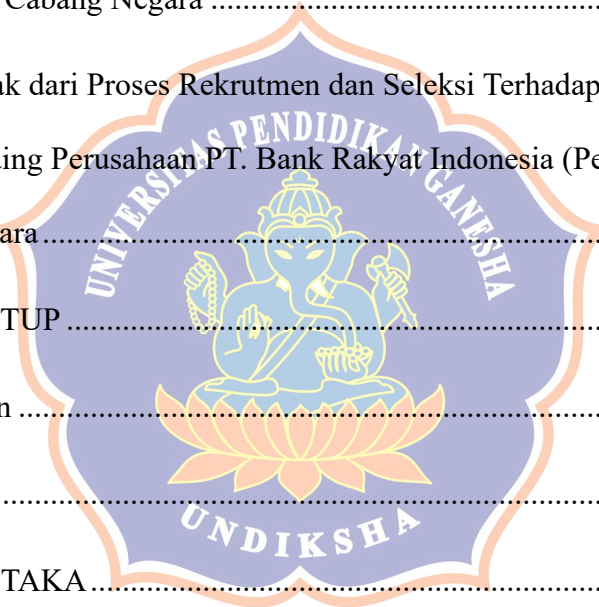 Cabang Negara ........................................
ak dari Proses Rekrutmen dan Seleksi Terhadap
ing Perusahaan PT. Bank Rakyat Indonesia (Pe
ara ........................................................................
TUP .....................................................................
n ...........................................................................
..............................................................................
TAKA ..................................................................
UNIVERSITAS PENDIDIKAN GANESHA
UNDIKSHA